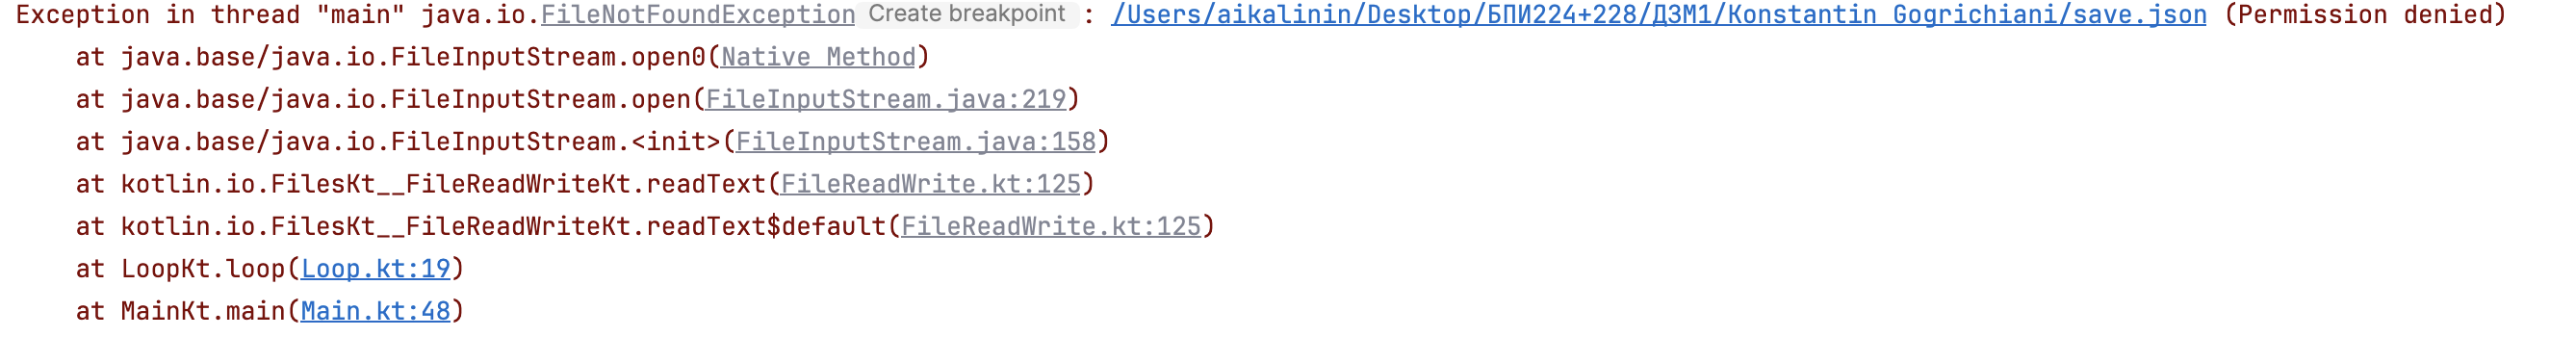 Exception in thread "main" java.io.FileNotFoundException Create breakpoint : /Users/aikalinin/Desktop/БПИ224+228/ДЗМ1/Konstantin Gogrichiani/save.json (Permission denied)
at java.base/java.io.FileInputStream.open0(Native Method)
at java.base/java.io.FileInputStream.open(FileInputStream.java:219)
at java.base/java.io.FileInputStream.<init>(FileInputStream.java:158)
at kotlin.io.FilesKt__FileReadWriteKt.readText(FileReadWrite.kt:125)
at kotlin.io.FilesKt__FileReadWriteKt.readText$default(FileReadWrite.kt:125)
at LoopKt.loop(Loop.kt:19)
at MainKt.main(Main.kt:48)